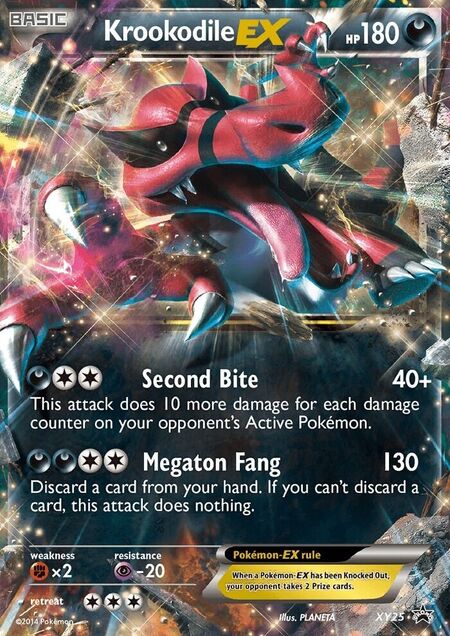 BASIC
Krookodile EX HP180
Second Bite 40+
This attack does 10 more damage for each damage
counter on your opponent's Active Pokémon.
Megaton Fang 130
Discard a card from your hand. If you can't discard a
card, this attack does nothing.
weakness resistance
×2 -20
retreat
Pokémon-EX rule
When a Pokémon-EX has been Knocked Out,
your opponent takes 2 Prize cards.
©2014 Pokémon Illus. PLANETA XY25